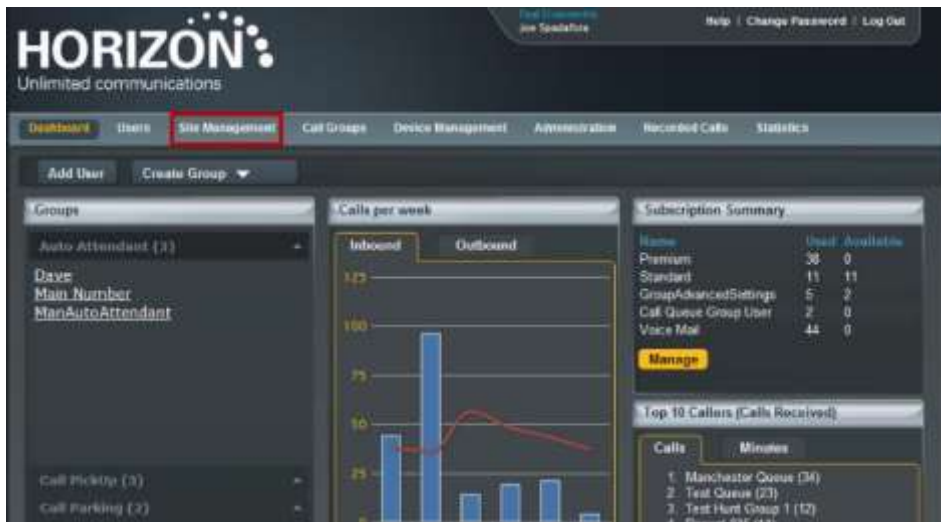 HORIZON
Unlimited communications
Joe Spadafora
Help | Change Password | Log Out
Dashboard Users Site Management Call Groups Device Management Administration Recorded Calls Statistics
Add User Create Group
Groups
Auto Attendant (3)
Dave
Main Number
ManAutoAttendant
Call PickUp (3)
Call Parking (2)
Calls per week
Inbound Outbound
125
100
75
50
25
0
Subscription Summary
Name Used Available
Premium 38 0
Standard 11 11
GroupAdvancedSettings 5 2
Call Queue Group User 2 0
Voice Mail 44 0
Manage
Top 10 Callers (Calls Received)
Calls Minutes
1. Manchester Queue (34)
2. Test Queue (23)
3. Test Hunt Group 1 (12)